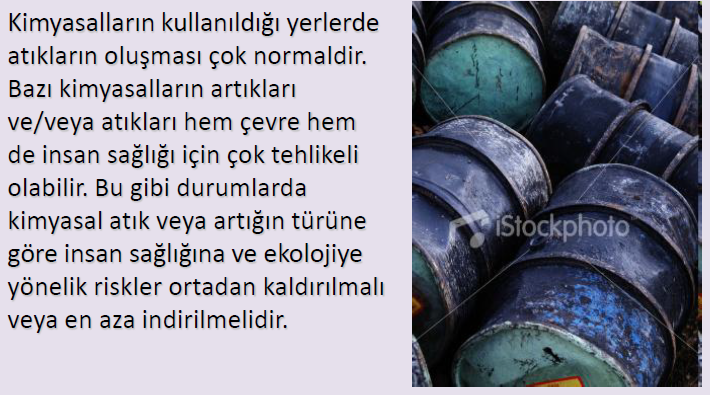 Kimyasalların kullanıldığı yerlerde
atıkların oluşması çok normaldir.
Bazı kimyasalların artıkları
ve/veya atıkları hem çevre hem
de insan sağlığı için çok tehlikeli
olabilir. Bu gibi durumlarda
kimyasal atık veya artığın türüne
göre insan sağlığına ve ekolojiye
yönelik riskler ortadan kaldırılmalı
veya en aza indirilmelidir.
iStockphoto